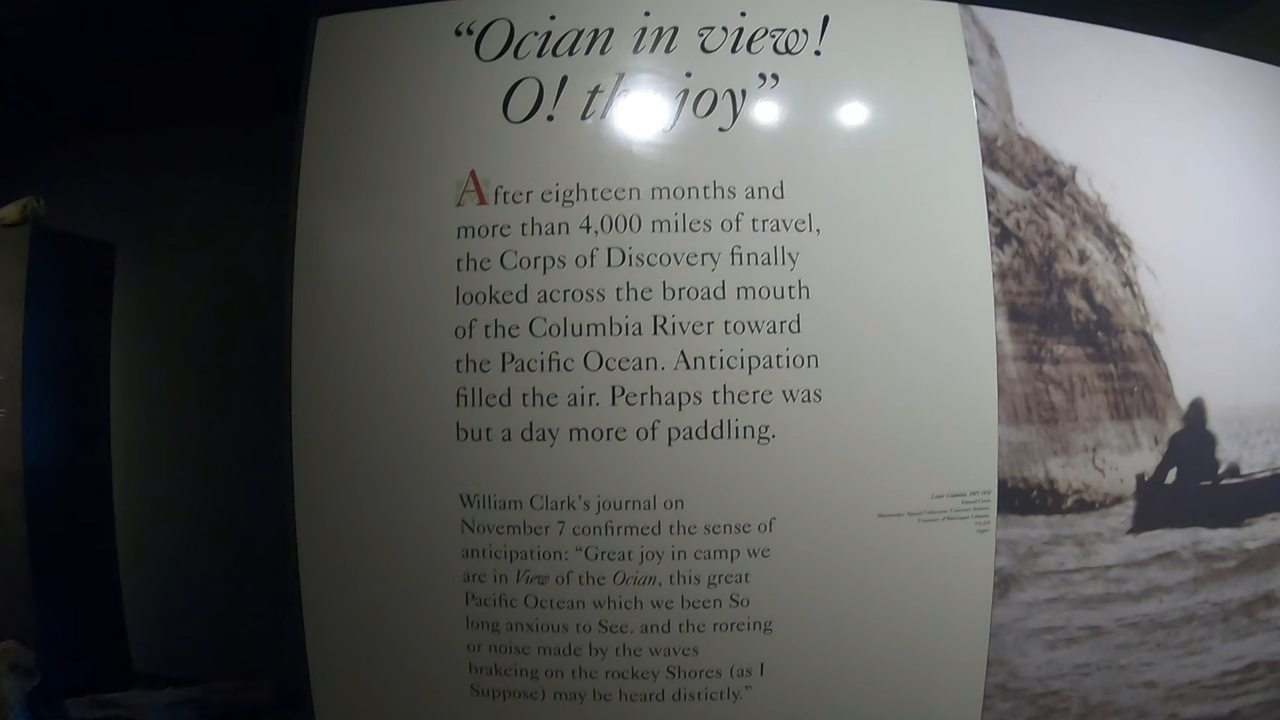 “Ocian in view!
O! the joy”
After eighteen months and
more than 4,000 miles of travel,
the Corps of Discovery finally
looked across the broad mouth
of the Columbia River toward
the Pacific Ocean. Anticipation
filled the air. Perhaps there was
but a day more of paddling.
William Clark’s journal on
November 7 confirmed the sense of
anticipation: “Great joy in camp we
are in View of the Ocian, this great
Pacific Octean which we been So
long anxious to See. and the roreing
or noise made by the waves
brakeing on the rockey Shores (as I
Suppose) may be heard distictly.”